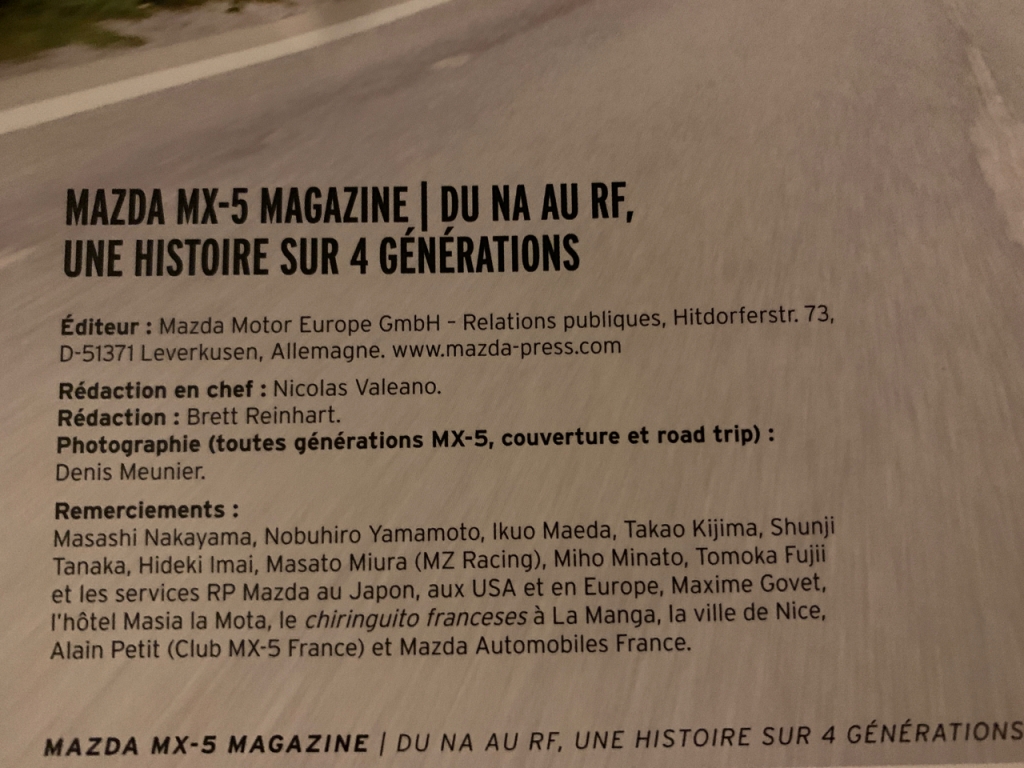 MAZDA MX-5 MAGAZINE | DU NA AU RF,
UNE HISTOIRE SUR 4 GÉNÉRATIONS
Éditeur : Mazda Motor Europe GmbH – Relations publiques, Hitdorferstr. 73,
D-51371 Leverkusen, Allemagne. www.mazda-press.com
Rédaction en chef : Nicolas Valeano.
Rédaction : Brett Reinhart.
Photographie (toutes générations MX-5, couverture et road trip) :
Denis Meunier.
Remerciements :
Masashi Nakayama, Nobuhiro Yamamoto, Ikuo Maeda, Takao Kijima, Shunji
Tanaka, Hideki Imai, Masato Miura (MZ Racing), Miho Minato, Tomoka Fujii
et les services RP Mazda au Japon, aux USA et en Europe, Maxime Govet,
l'hôtel Masia la Mota, le chiringuito franceses à La Manga, la ville de Nice,
Alain Petit (Club MX-5 France) et Mazda Automobiles France.
MAZDA MX-5 MAGAZINE | DU NA AU RF, UNE HISTOIRE SUR 4 GÉNÉRATIONS